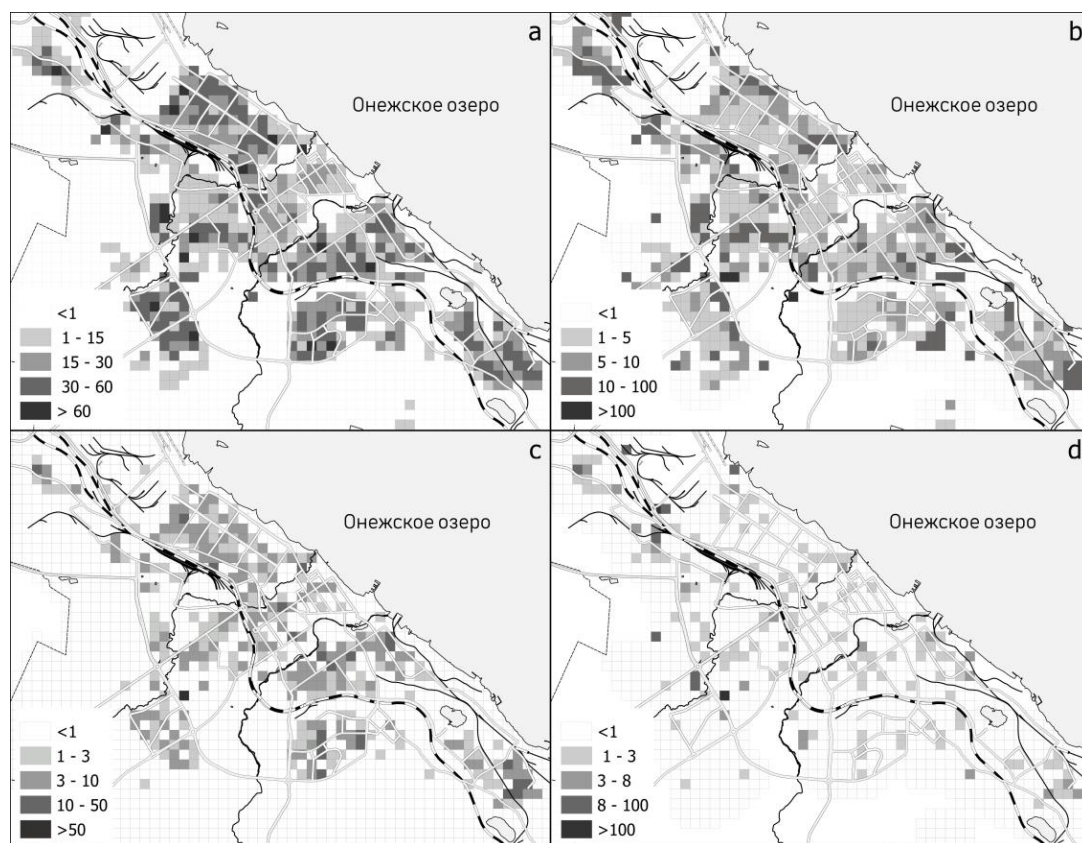 a
Онежское озеро
<1
1 - 15
15 - 30
30 - 60
> 60
b
Онежское озеро
<1
1 - 5
5 - 10
10 - 100
>100
c
Онежское озеро
<1
1 - 3
3 - 10
10 - 50
>50
d
Онежское озеро
<1
1 - 3
3 - 8
8 - 100
>100